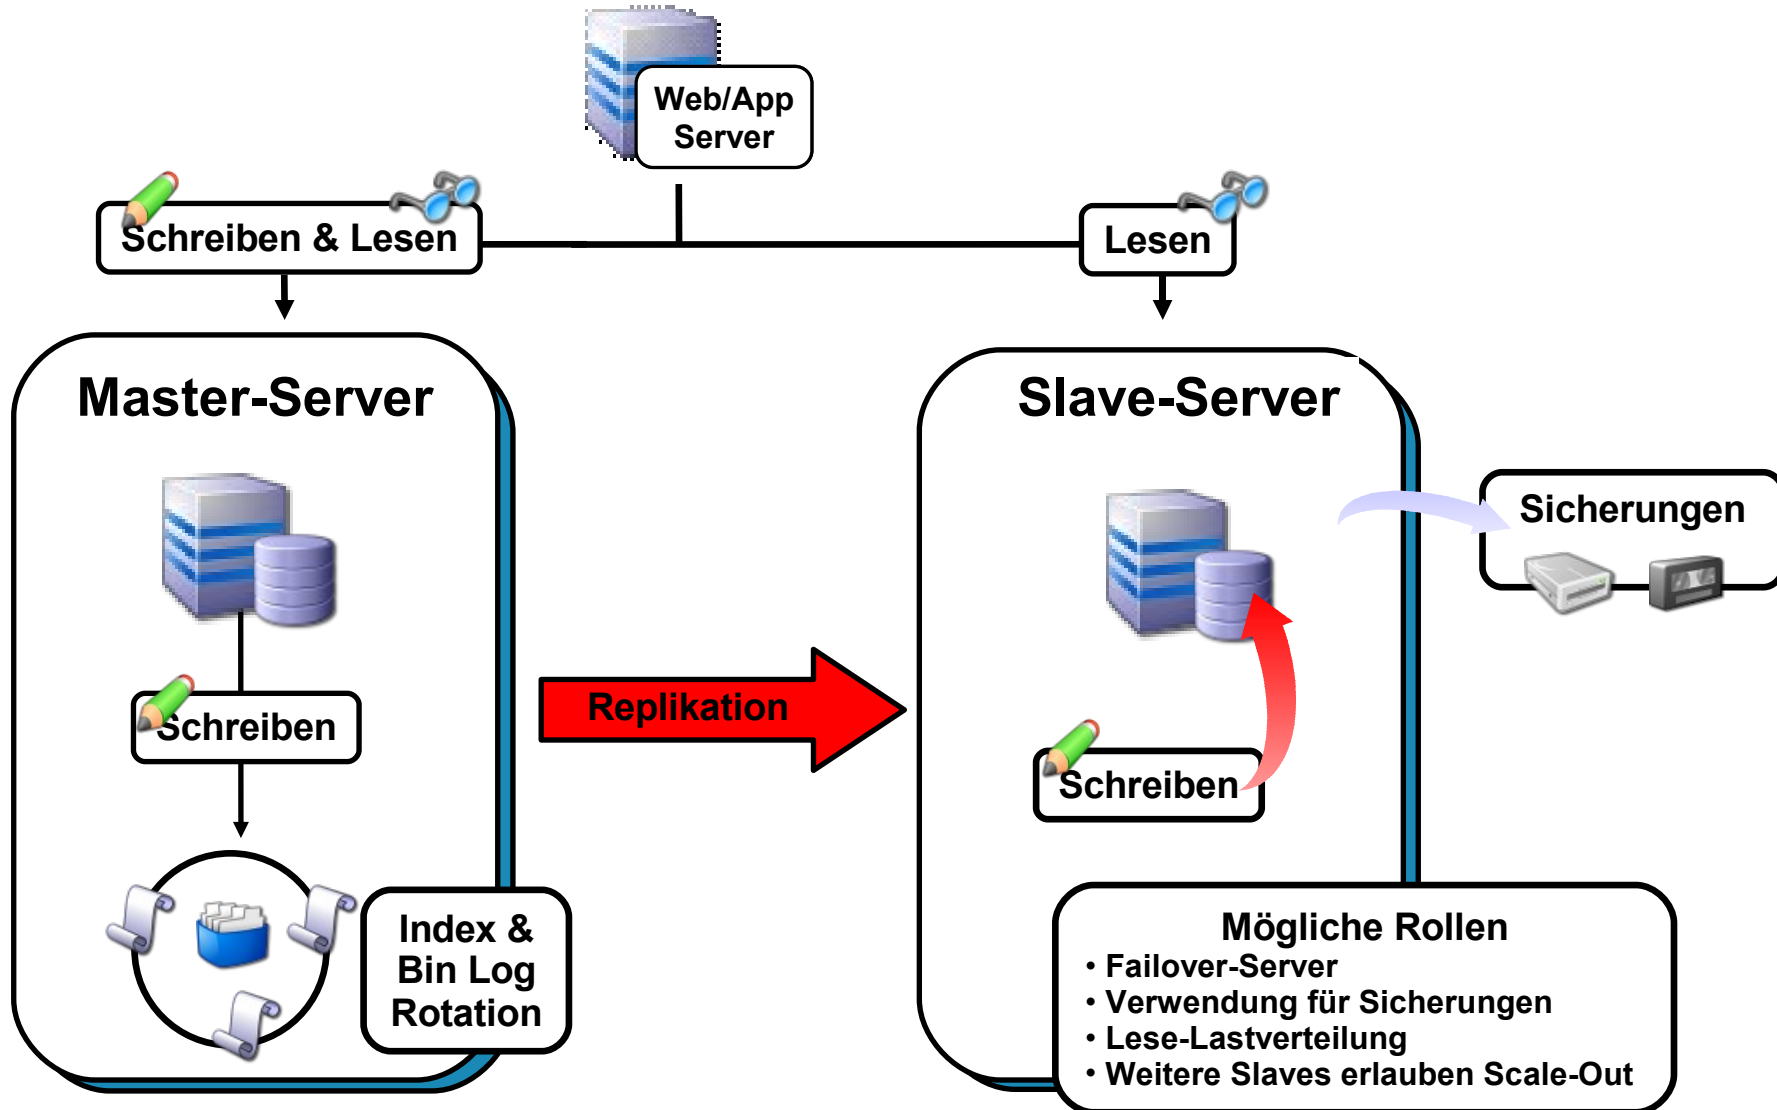 Web/App
Server
Schreiben & Lesen
Lesen
Master-Server
Slave-Server
Sicherungen
Schreiben
Replikation
Schreiben
Index &
Bin Log
Rotation
Mögliche Rollen
• Failover-Server
• Verwendung für Sicherungen
• Lese-Lastverteilung
• Weitere Slaves erlauben Scale-Out